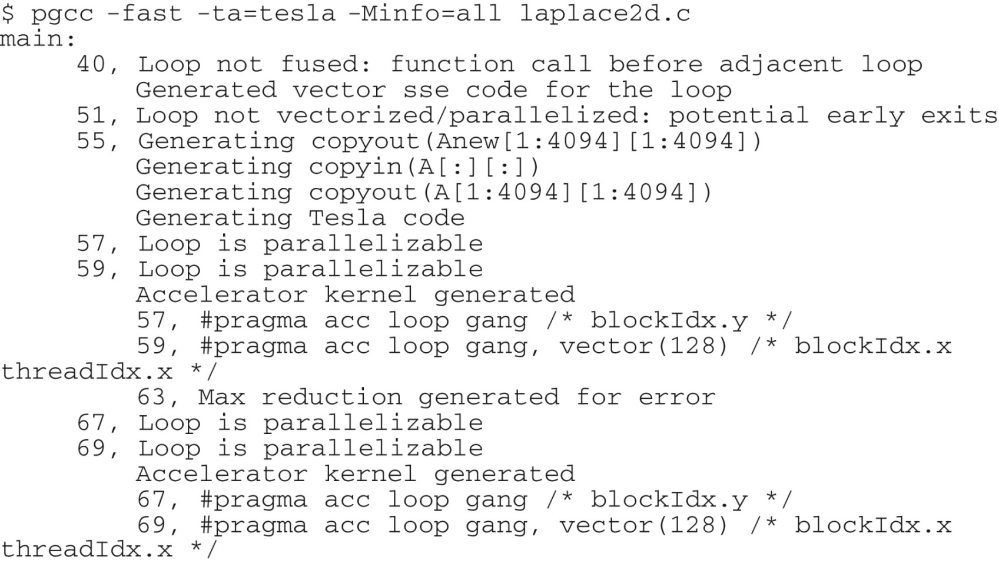 $ pgcc -fast -ta=tesla -Minfo=all laplace2d.c
main:
     40, Loop not fused: function call before adjacent loop
         Generated vector sse code for the loop
     51, Loop not vectorized/parallelized: potential early exits
     55, Generating copyout(Anew[1:4094][1:4094])
         Generating copyin(A[:][:])
         Generating copyout(A[1:4094][1:4094])
         Generating Tesla code
     57, Loop is parallelizable
     59, Loop is parallelizable
         Accelerator kernel generated
         57, #pragma acc loop gang /* blockIdx.y */
         59, #pragma acc loop gang, vector(128) /* blockIdx.x
threadIdx.x */
         63, Max reduction generated for error
     67, Loop is parallelizable
     69, Loop is parallelizable
         Accelerator kernel generated
         67, #pragma acc loop gang /* blockIdx.y */
         69, #pragma acc loop gang, vector(128) /* blockIdx.x
threadIdx.x */